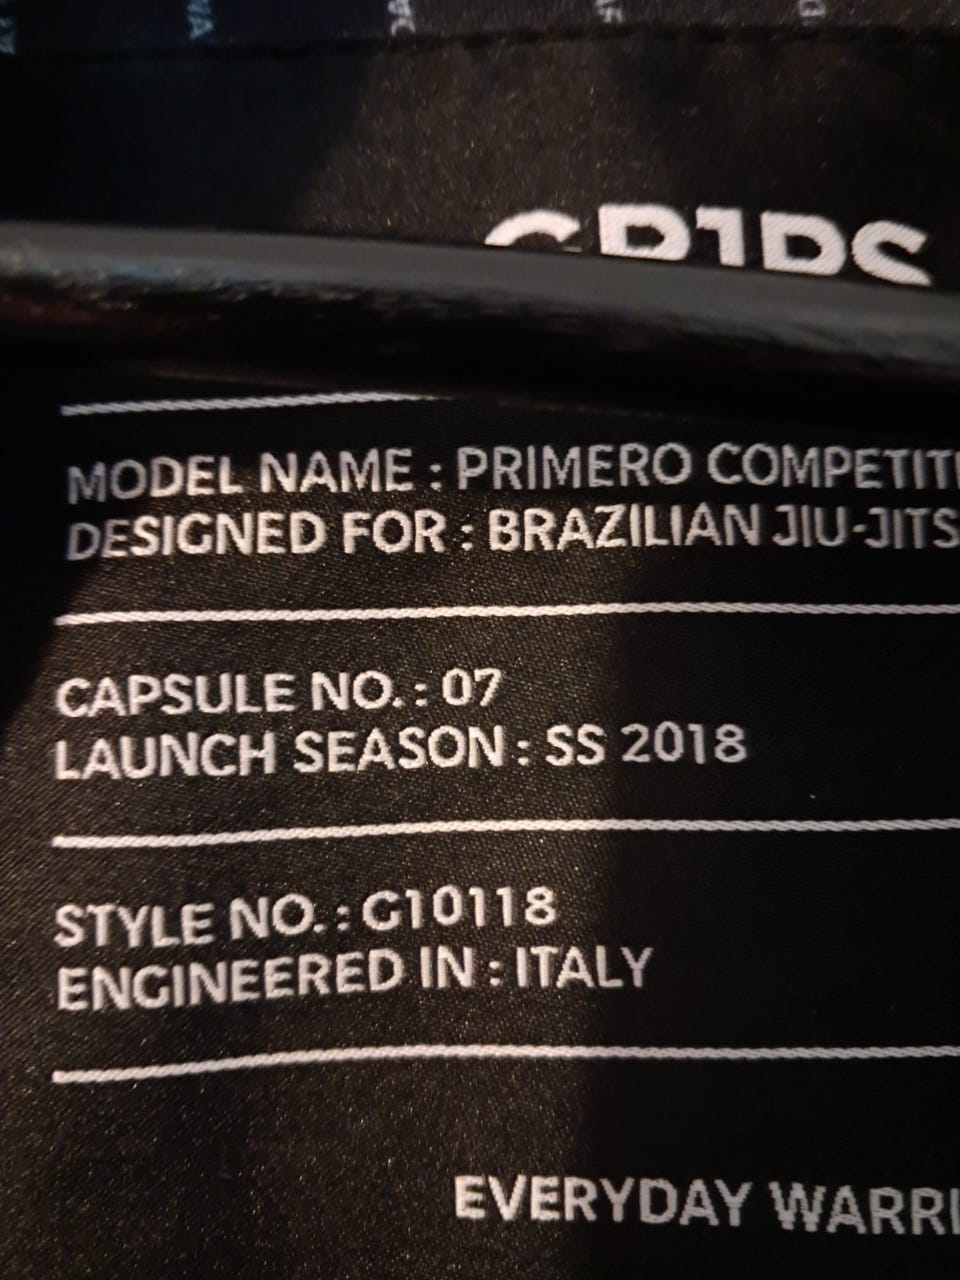 GR1PS
MODEL NAME : PRIMERO COMPETITI
DESIGNED FOR : BRAZILIAN JIU-JITS
CAPSULE NO. : 07
LAUNCH SEASON : SS 2018
STYLE NO. : G10118
ENGINEERED IN : ITALY
EVERYDAY WARRI